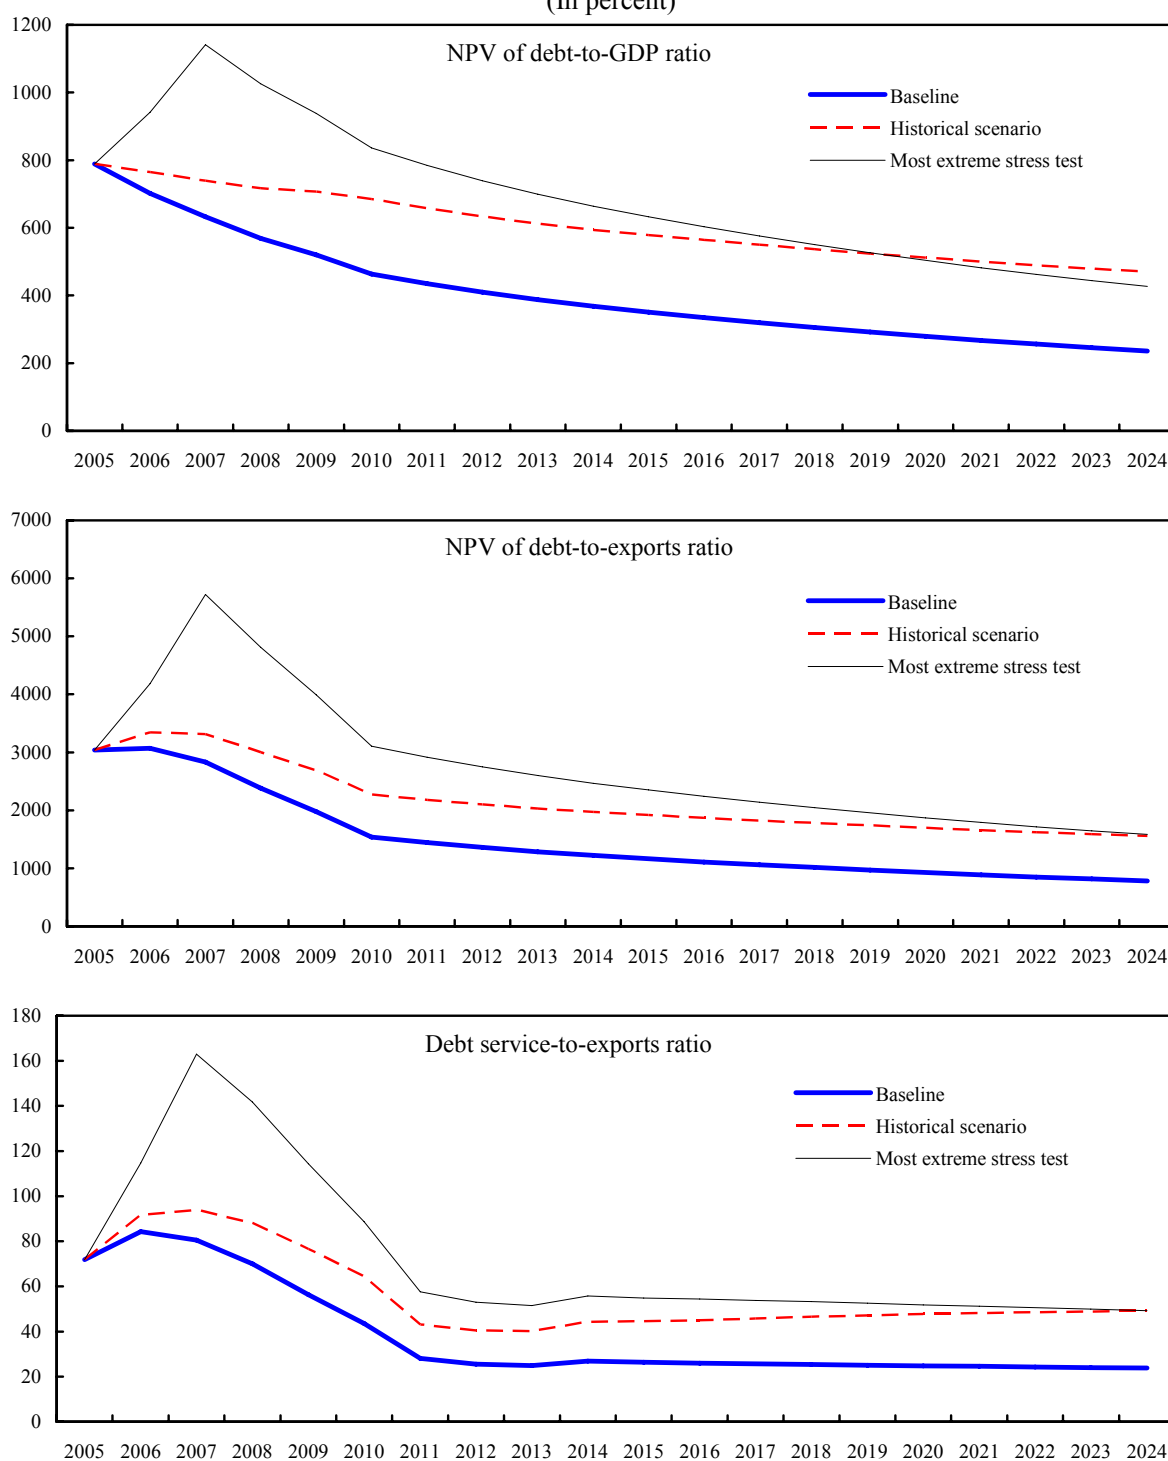 (In percent)
1200
NPV of debt-to-GDP ratio
1000
Baseline
Historical scenario
800
Most extreme stress test
600
400
200
0
2005 2006 2007 2008 2009 2010 2011 2012 2013 2014 2015 2016 2017 2018 2019 2020 2021 2022 2023 2024
7000
NPV of debt-to-exports ratio
6000
Baseline
5000
Historical scenario
Most extreme stress test
4000
3000
2000
1000
0
2005 2006 2007 2008 2009 2010 2011 2012 2013 2014 2015 2016 2017 2018 2019 2020 2021 2022 2023 2024
180
Debt service-to-exports ratio
160
Baseline
140
Historical scenario
120
Most extreme stress test
100
80
60
40
20
0
2005 2006 2007 2008 2009 2010 2011 2012 2013 2014 2015 2016 2017 2018 2019 2020 2021 2022 2023 2024